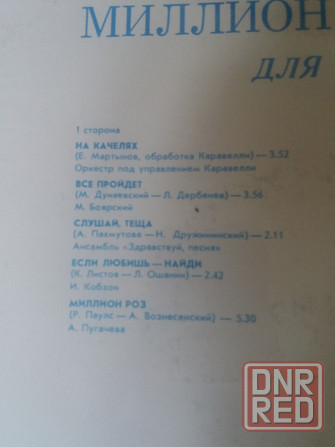 МИЛЛИОН
ДЛЯ
1 сторона
НА КАЧЕЛЯХ
(Е. Мартынов, обработка Каравелли) — 3.52
Оркестр под управлением Каравелли
ВСЕ ПРОЙДЕТ
(М. Дунаевский — Л. Дербенев) — 3.56
М. Боярский
СЛУШАЙ, ТЕЩА
(А. Пахмутова — Н. Дружининский) — 2.11
Ансамбль «Здравствуй, песня»
ЕСЛИ ЛЮБИШЬ — НАЙДИ
(К. Листов — Л. Ошанин) — 2.42
И. Кобзон
МИЛЛИОН РОЗ
(Р. Паулс — А. Вознесенский) — 5.30
А. Пугачева
DNR
RED